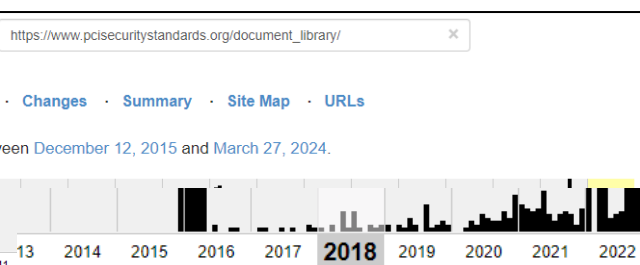 https://www.pcisecuritystandards.org/document_library/ ×
· Changes · Summary · Site Map · URLs
veen December 12, 2015 and March 27, 2024.
13 2014 2015 2016 2017 2018 2019 2020 2021 2022